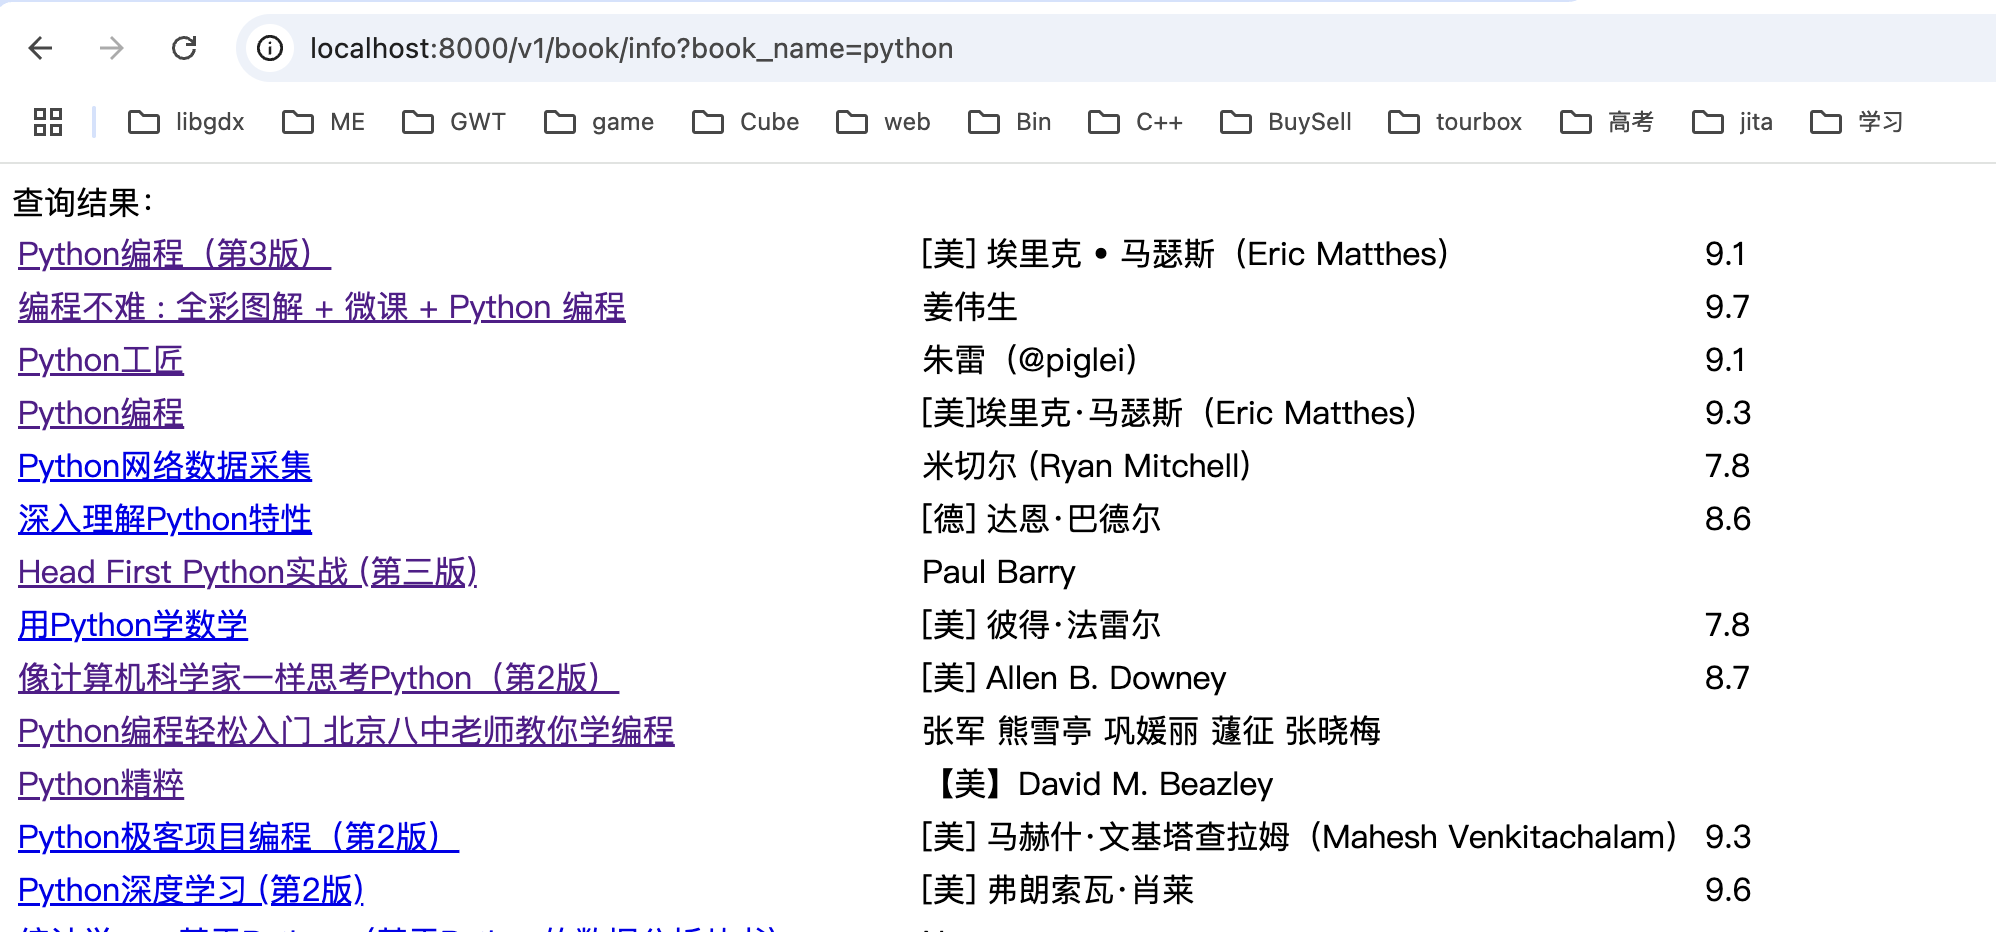 localhost:8000/v1/book/info?book_name=python
libgdx ME GWT game Cube web Bin C++ BuySell tourbox 高考 jita 学习
查询结果：
Python编程（第3版） [美] 埃里克 • 马瑟斯（Eric Matthes） 9.1
编程不难 : 全彩图解 + 微课 + Python 编程 姜伟生 9.7
Python工匠 朱雷（@piglei） 9.1
Python编程 [美]埃里克·马瑟斯（Eric Matthes） 9.3
Python网络数据采集 米切尔 (Ryan Mitchell) 7.8
深入理解Python特性 [德] 达恩·巴德尔 8.6
Head First Python实战 (第三版) Paul Barry
用Python学数学 [美] 彼得·法雷尔 7.8
像计算机科学家一样思考Python（第2版） [美] Allen B. Downey 8.7
Python编程轻松入门 北京八中老师教你学编程 张军 熊雪亭 巩媛丽 蘧征 张晓梅
Python精粹 【美】David M. Beazley
Python极客项目编程（第2版） [美] 马赫什·文基塔查拉姆（Mahesh Venkitachalam） 9.3
Python深度学习 (第2版) [美] 弗朗索瓦·肖莱 9.6